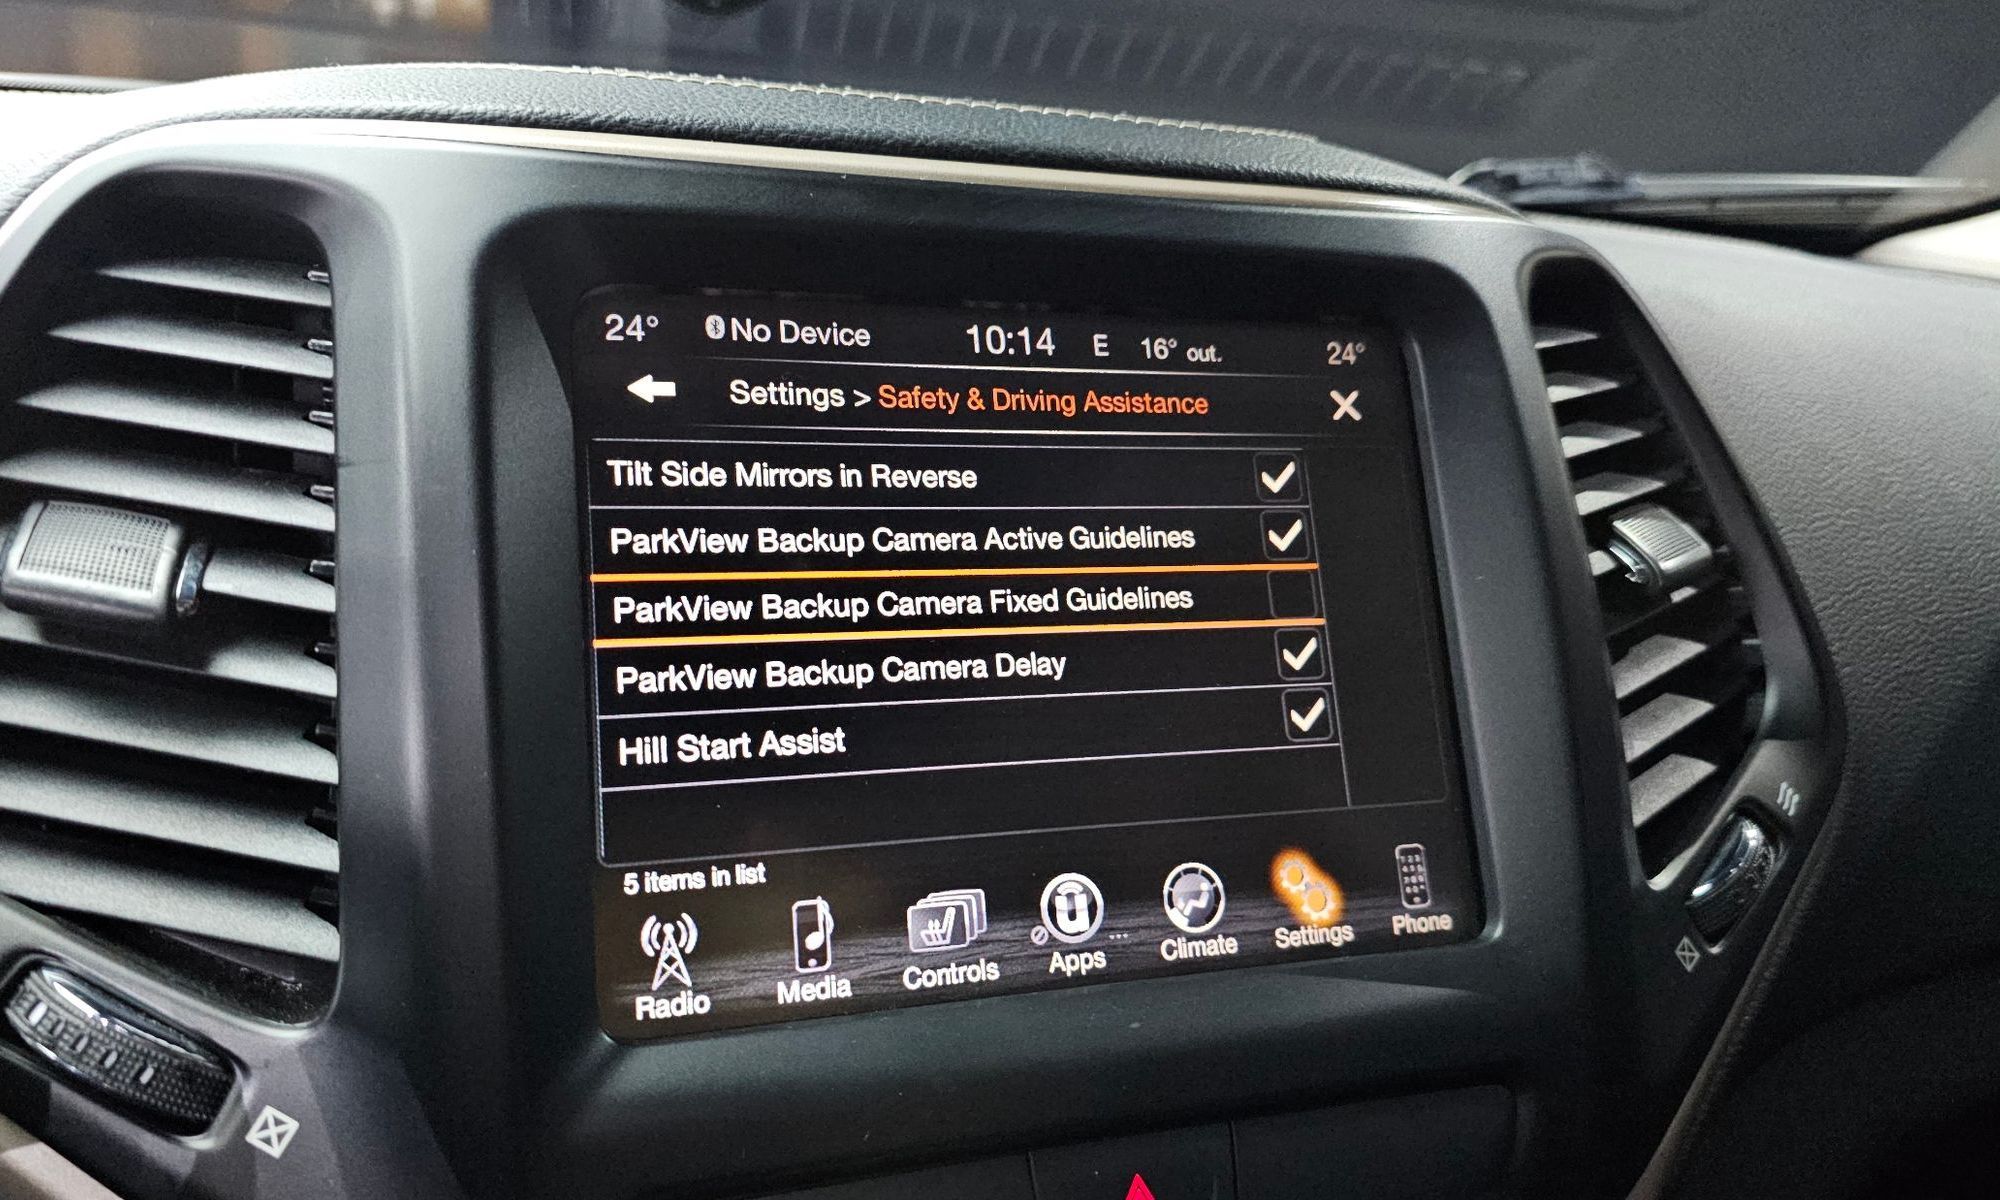 24° No Device 10:14 E 16° out. 24°
Settings > Safety & Driving Assistance
Tilt Side Mirrors in Reverse
ParkView Backup Camera Active Guidelines
ParkView Backup Camera Fixed Guidelines
ParkView Backup Camera Delay
Hill Start Assist
5 items in list
Radio Media Controls Apps Climate Settings Phone